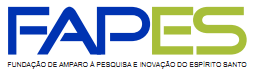 FAPES
FUNDAÇÃO DE AMPARO À PESQUISA E INOVAÇÃO DO ESPÍRITO SANTO